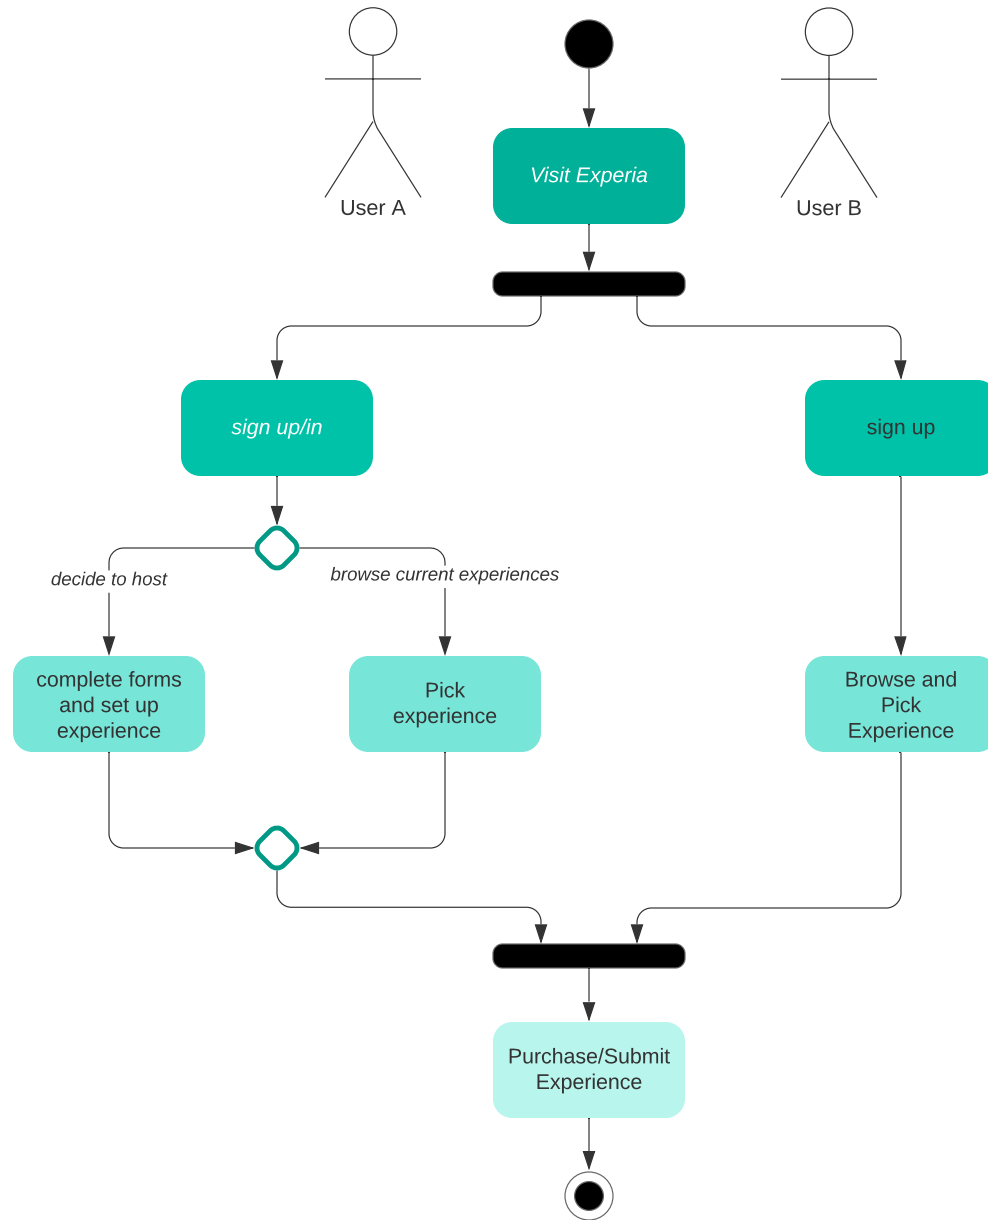 Visit Experia
User A
User B
sign up/in
sign up
decide to host
browse current experiences
complete forms
and set up
experience
Pick
experience
Browse and
Pick
Experience
Purchase/Submit
Experience